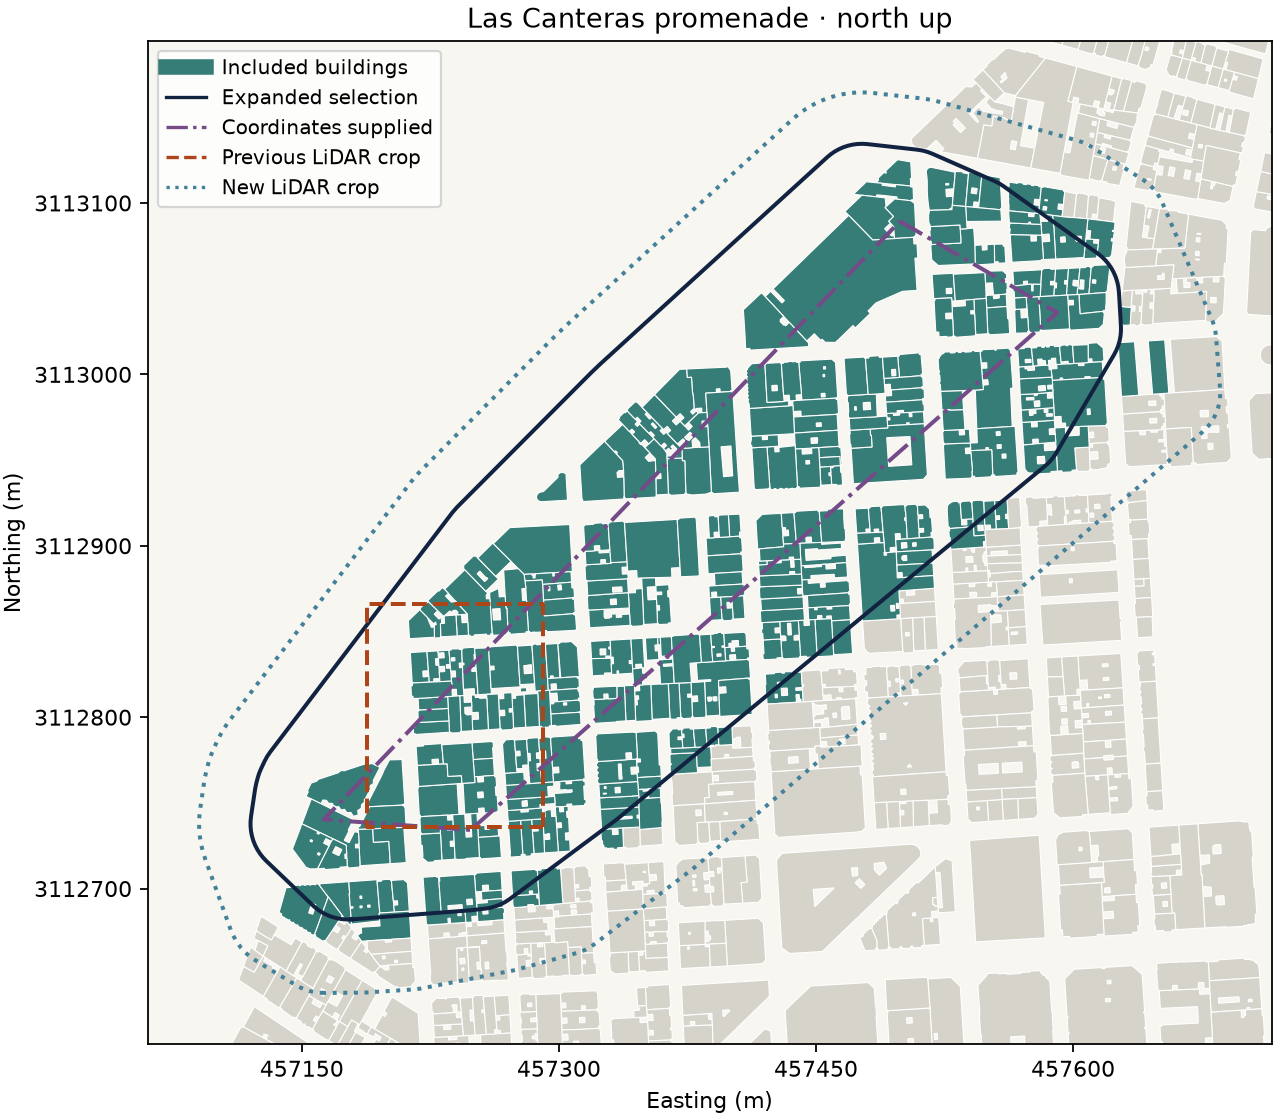 Las Canteras promenade · north up
Included buildings
Expanded selection
Coordinates supplied
Previous LiDAR crop
New LiDAR crop
3113100
3113000
3112900
3112800
3112700
Northing (m)
457150
457300
457450
457600
Easting (m)